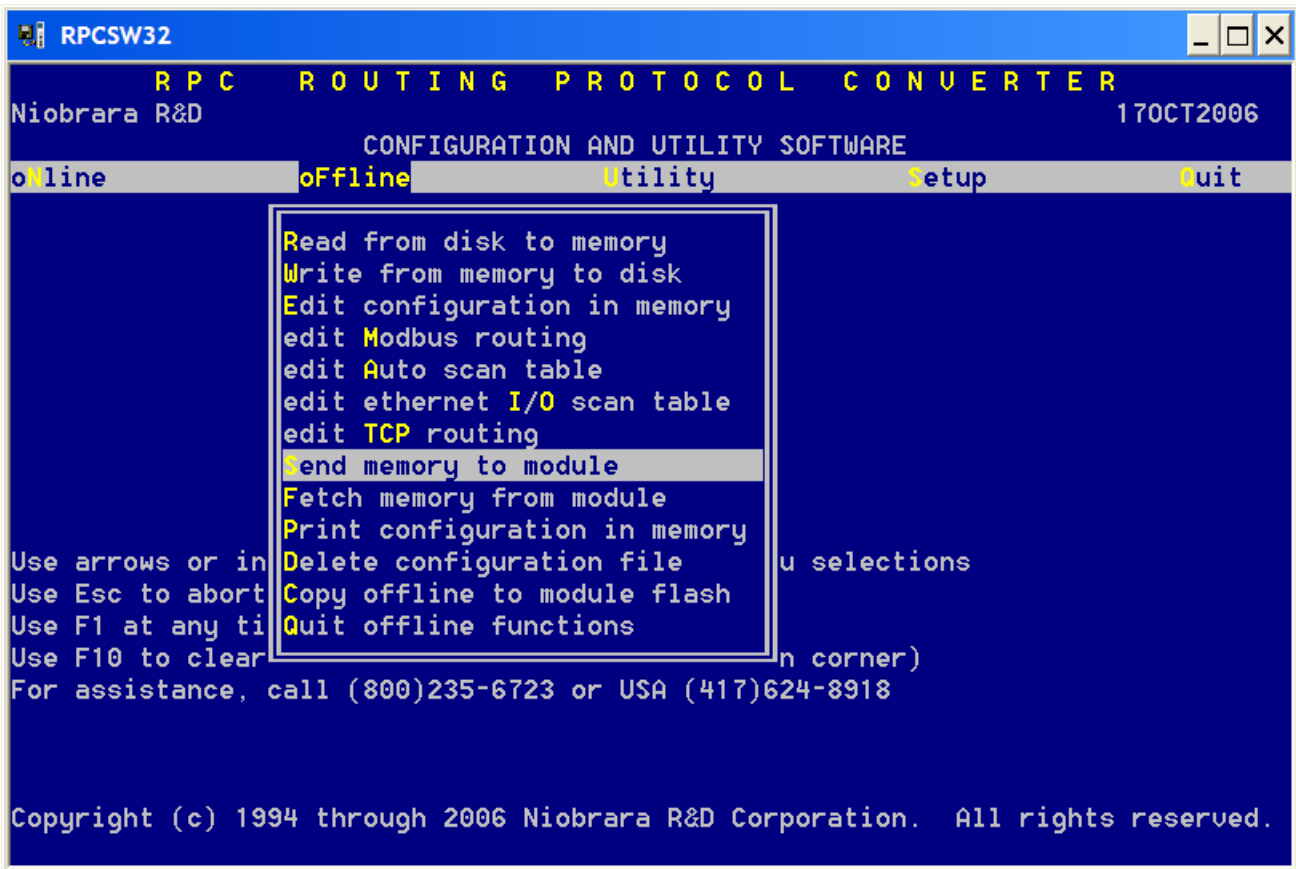 RPCSW32
RPC ROUTING PROTOCOL CONVERTER
Niobrara R&D 17OCT2006
CONFIGURATION AND UTILITY SOFTWARE
oNline oFfline Utility Setup Quit
Read from disk to memory
Write from memory to disk
Edit configuration in memory
edit Modbus routing
edit Auto scan table
edit ethernet I/O scan table
edit TCP routing
Send memory to module
Fetch memory from module
Print configuration in memory
Use arrows or in Delete configuration file u selections
Use Esc to abort Copy offline to module flash
Use F1 at any ti Quit offline functions
Use F10 to clear n corner)
For assistance, call (800)235-6723 or USA (417)624-8918
Copyright (c) 1994 through 2006 Niobrara R&D Corporation. All rights reserved.